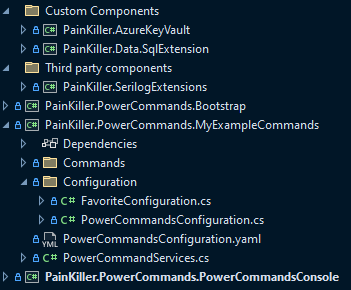 Custom Components
C# PainKiller.AzureKeyVault
C# PainKiller.Data.SqlExtension
Third party components
C# PainKiller.SerilogExtensions
C# PainKiller.PowerCommands.Bootstrap
C# PainKiller.PowerCommands.MyExampleCommands
Dependencies
Commands
Configuration
C# FavoriteConfiguration.cs
C# PowerCommandsConfiguration.cs
YML PowerCommandsConfiguration.yaml
C# PowerCommandServices.cs
C# PainKiller.PowerCommands.PowerCommandsConsole